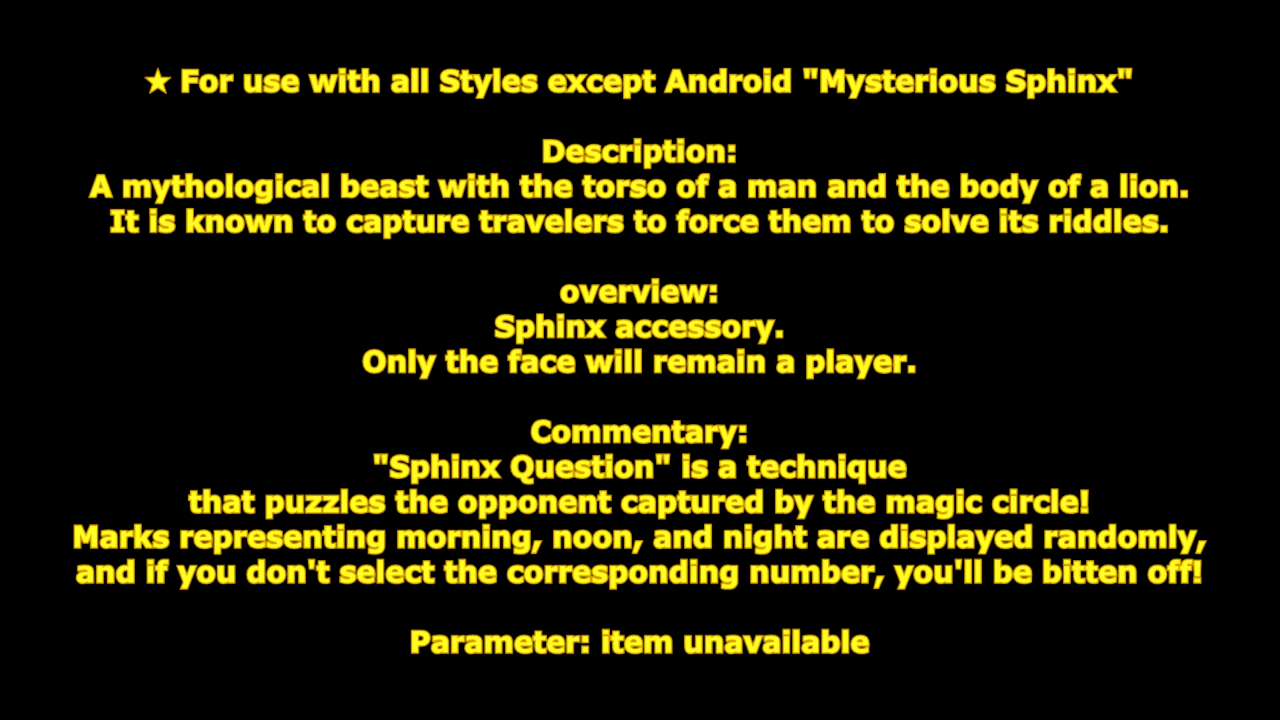 ★ For use with all Styles except Android "Mysterious Sphinx"
Description:
A mythological beast with the torso of a man and the body of a lion.
It is known to capture travelers to force them to solve its riddles.
overview:
Sphinx accessory.
Only the face will remain a player.
Commentary:
"Sphinx Question" is a technique
that puzzles the opponent captured by the magic circle!
Marks representing morning, noon, and night are displayed randomly,
and if you don't select the corresponding number, you'll be bitten off!
Parameter: item unavailable